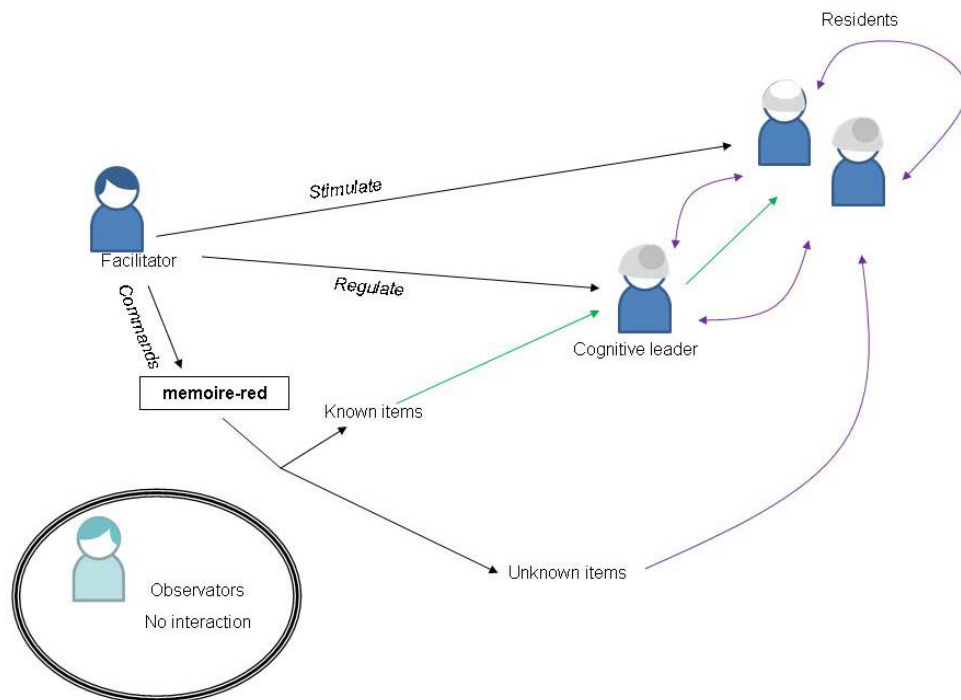 Residents
Stimulate
Facilitator
Regulate
Commands
Cognitive leader
memoire-red
Known items
Unknown items
Observators
No interaction